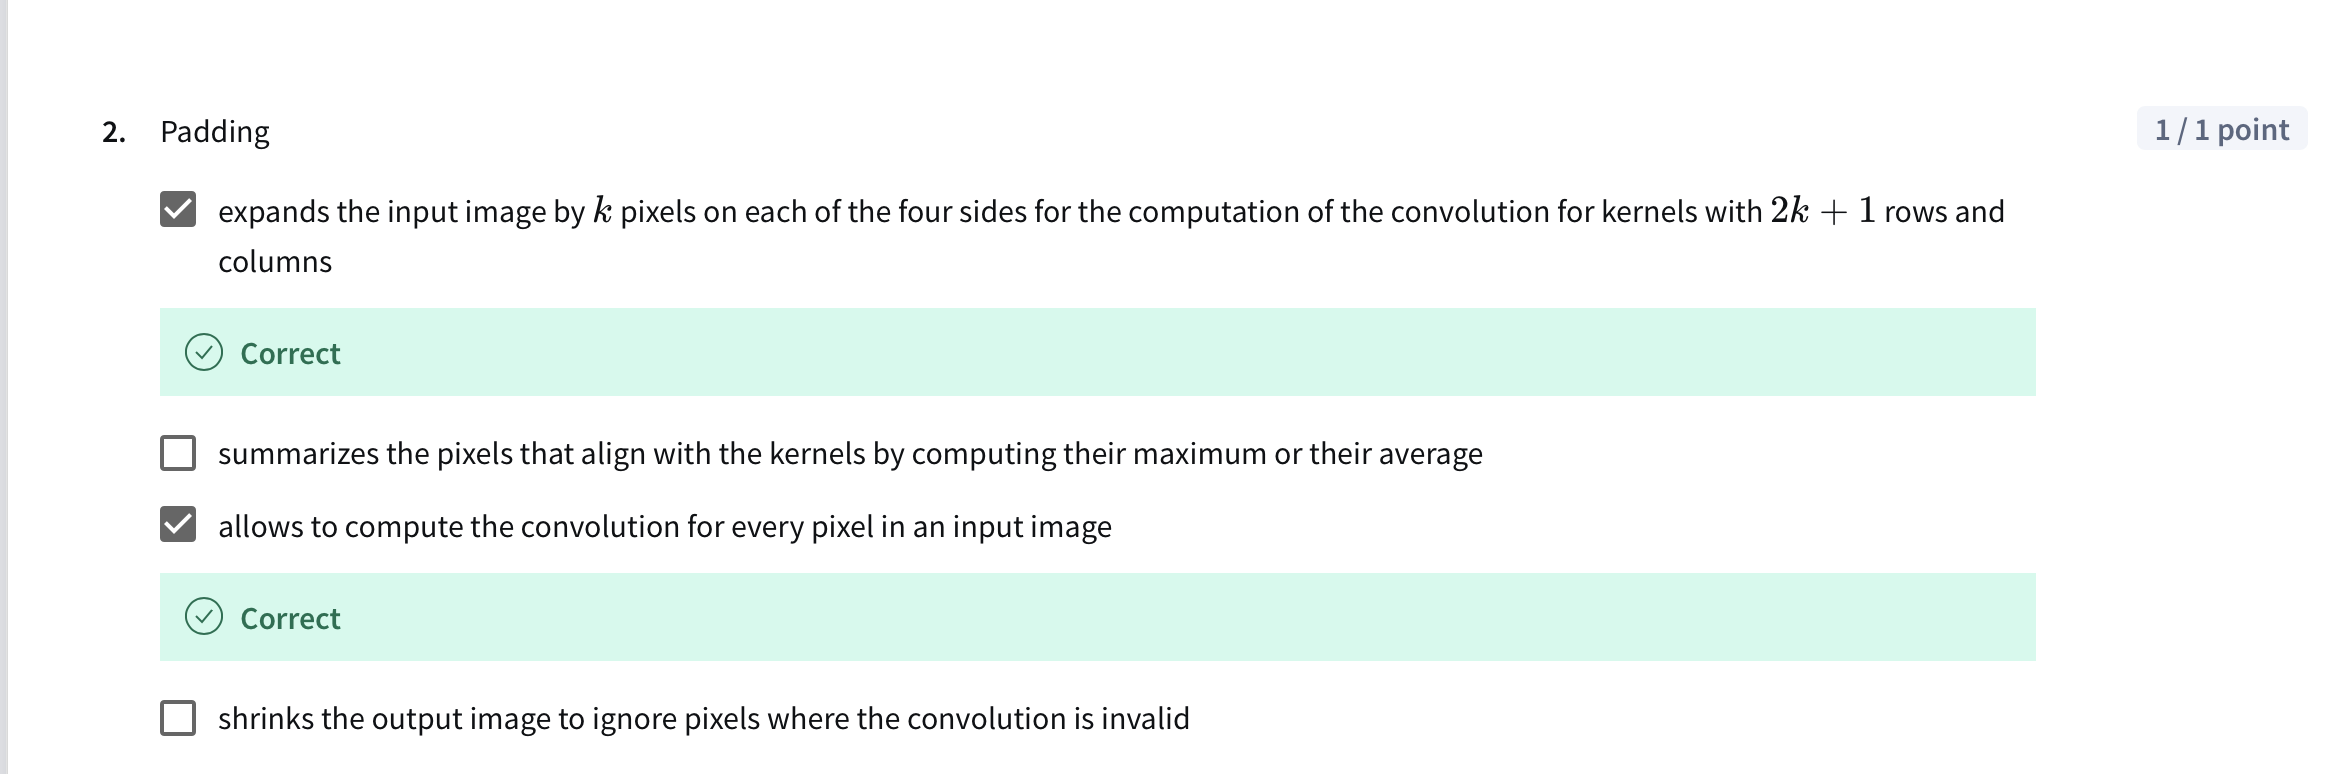 2. Padding
1 / 1 point
expands the input image by k pixels on each of the four sides for the computation of the convolution for kernels with 2k + 1 rows and
columns
Correct
summarizes the pixels that align with the kernels by computing their maximum or their average
allows to compute the convolution for every pixel in an input image
Correct
shrinks the output image to ignore pixels where the convolution is invalid